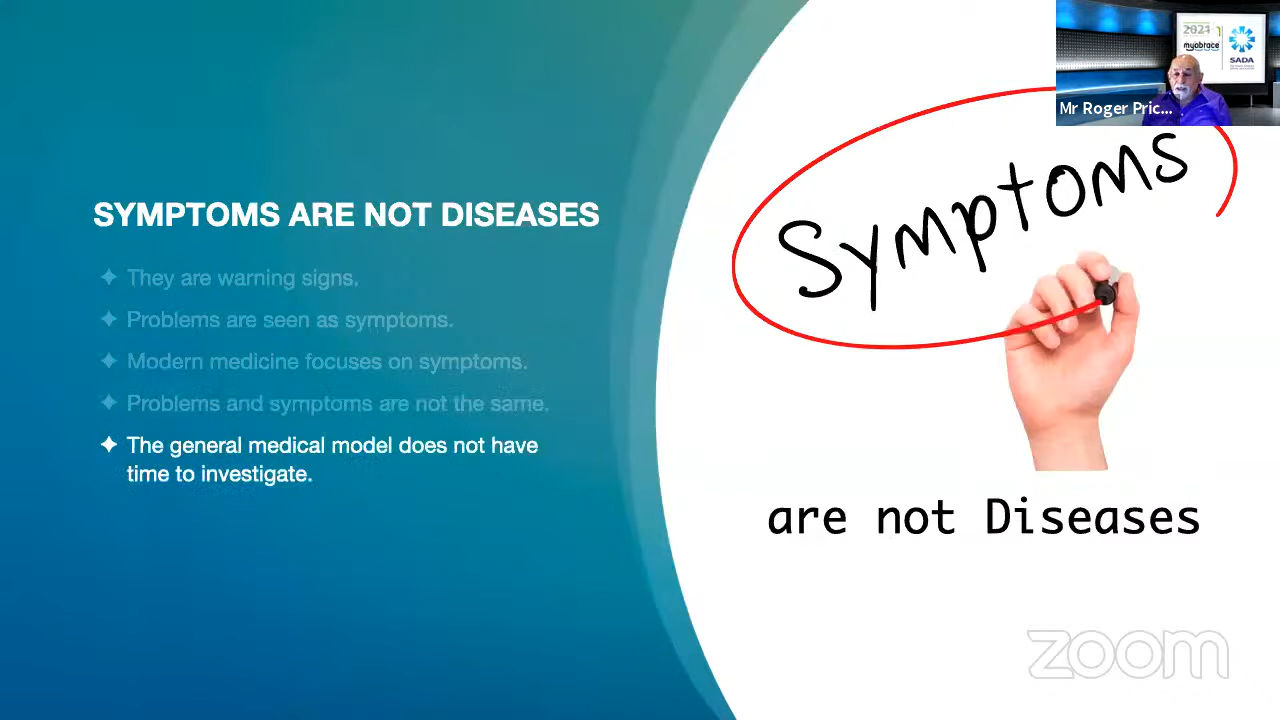 SYMPTOMS ARE NOT DISEASES
They are warning signs.
Problems are seen as symptoms.
Modern medicine focuses on symptoms.
Problems and symptoms are not the same.
The general medical model does not have
time to investigate.
Symptoms
are not Diseases
2021
myobrace
SADA
Mr Roger Pric...
zoom